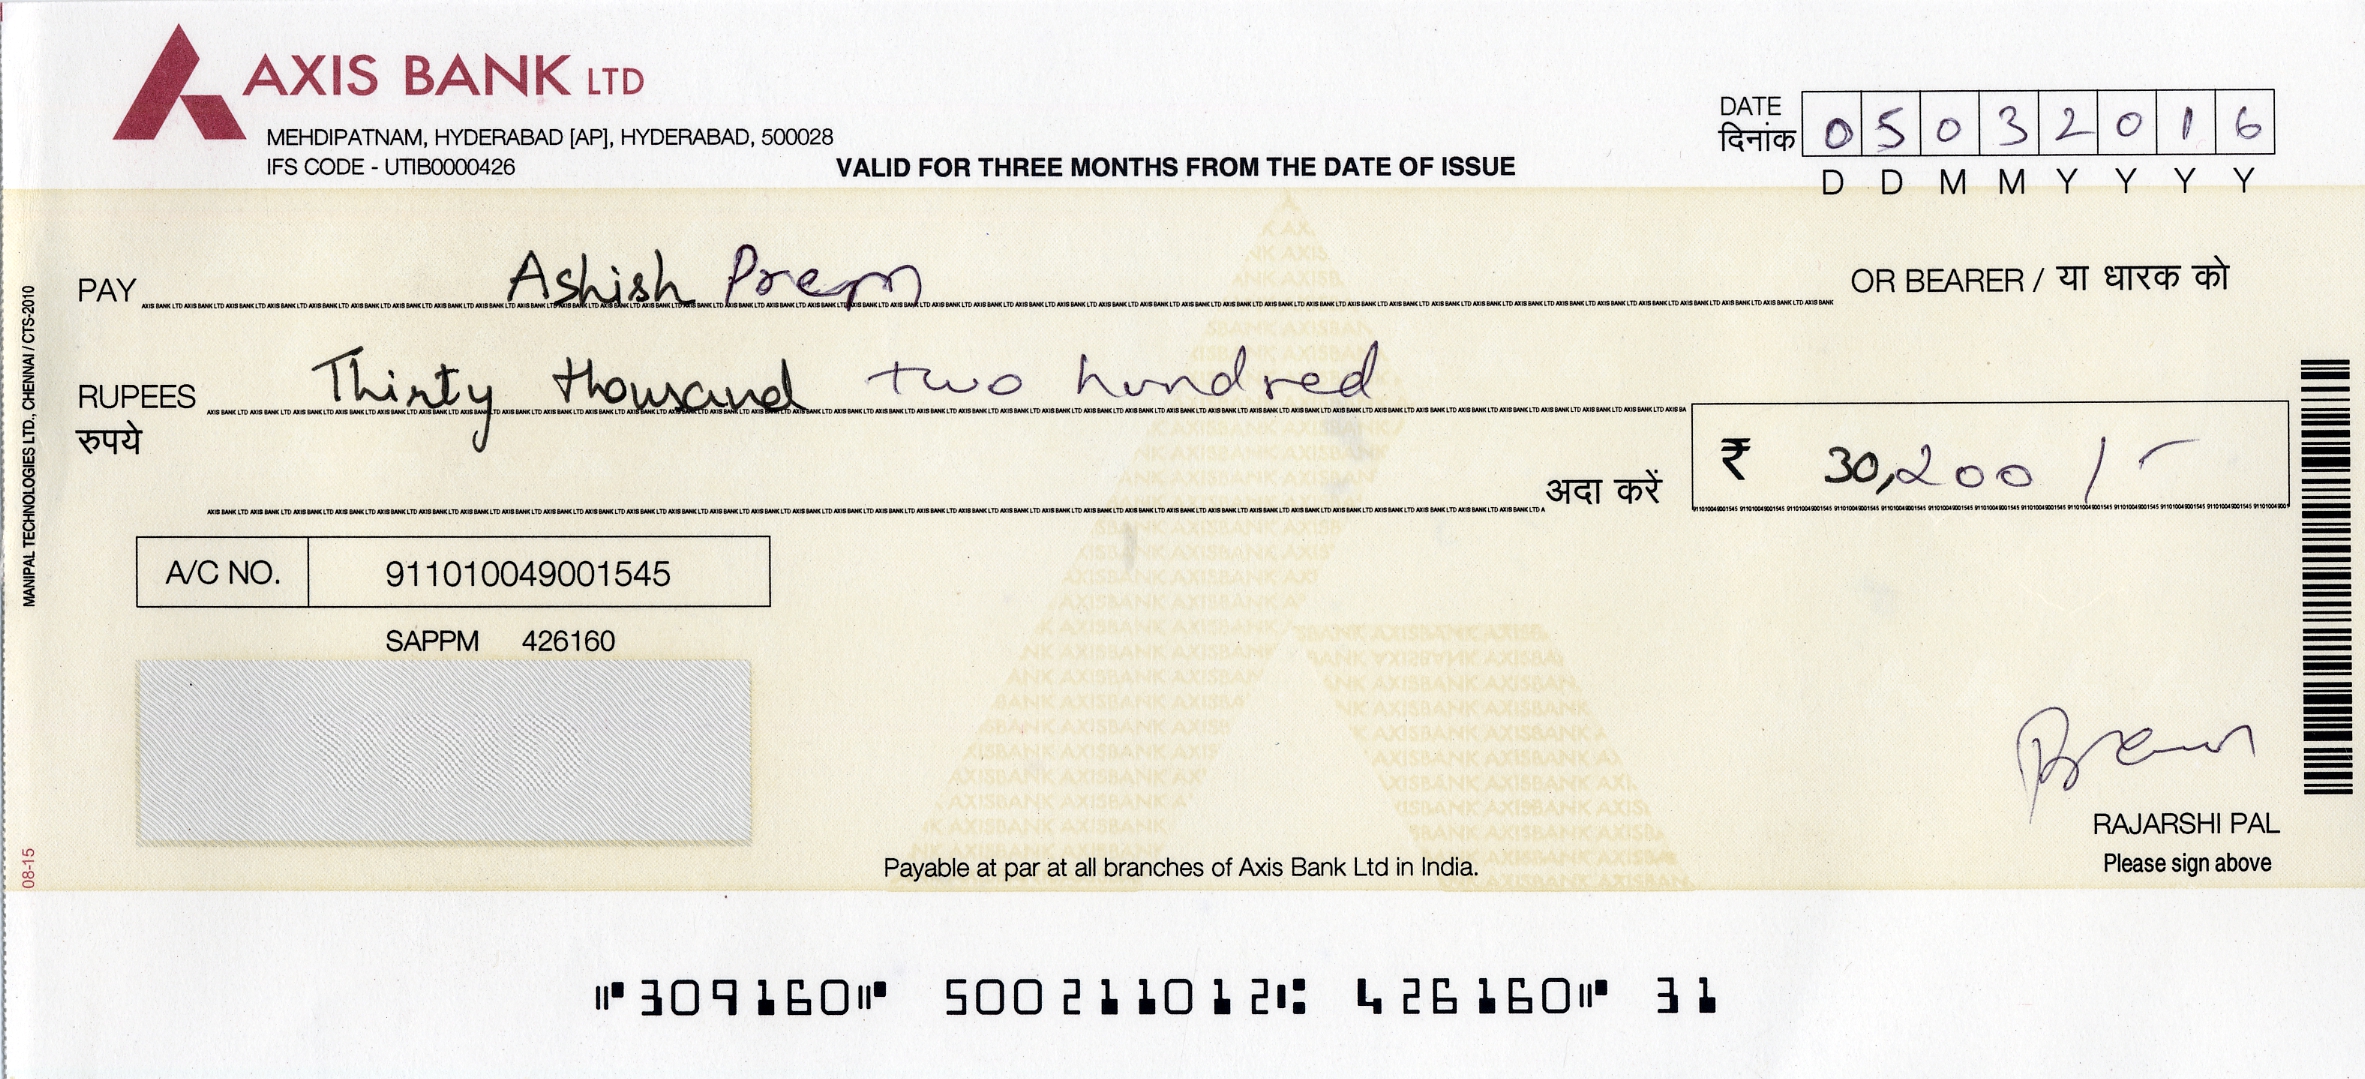 AXIS BANK LTD
MEHDIPATNAM, HYDERABAD [AP], HYDERABAD, 500028
IFS CODE - UTIB0000426
VALID FOR THREE MONTHS FROM THE DATE OF ISSUE
DATE
दिनांक 0 5 0 3 2 0 1 6
D D M M Y Y Y Y
PAY Ashish Prem OR BEARER / या धारक को
RUPEES Thirty thousand two hundred
रुपये
अदा करें ₹ 30,200 /-
A/C NO. 911010049001545
SAPPM 426160
VOID
RAJARSHI PAL
Please sign above
Payable at par at all branches of Axis Bank Ltd in India.
MANIPAL TECHNOLOGIES LTD., CHENNAI / CTS-2010
08-15
⑈309160⑈ 500211012⑆ 426160⑈ 31